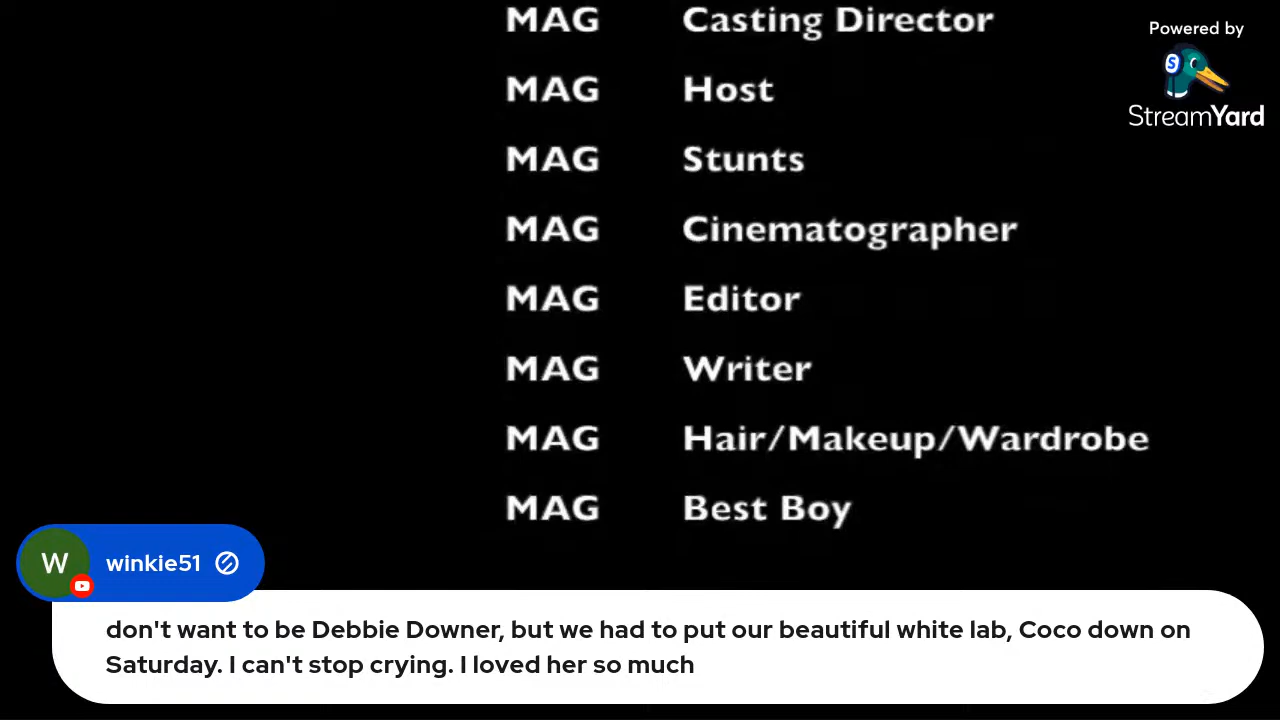 MAG Casting Director
Powered by
StreamYard
MAG Host
MAG Stunts
MAG Cinematographer
MAG Editor
MAG Writer
MAG Hair/Makeup/Wardrobe
MAG Best Boy
W winkie51
don't want to be Debbie Downer, but we had to put our beautiful white lab, Coco down on
Saturday. I can't stop crying. I loved her so much